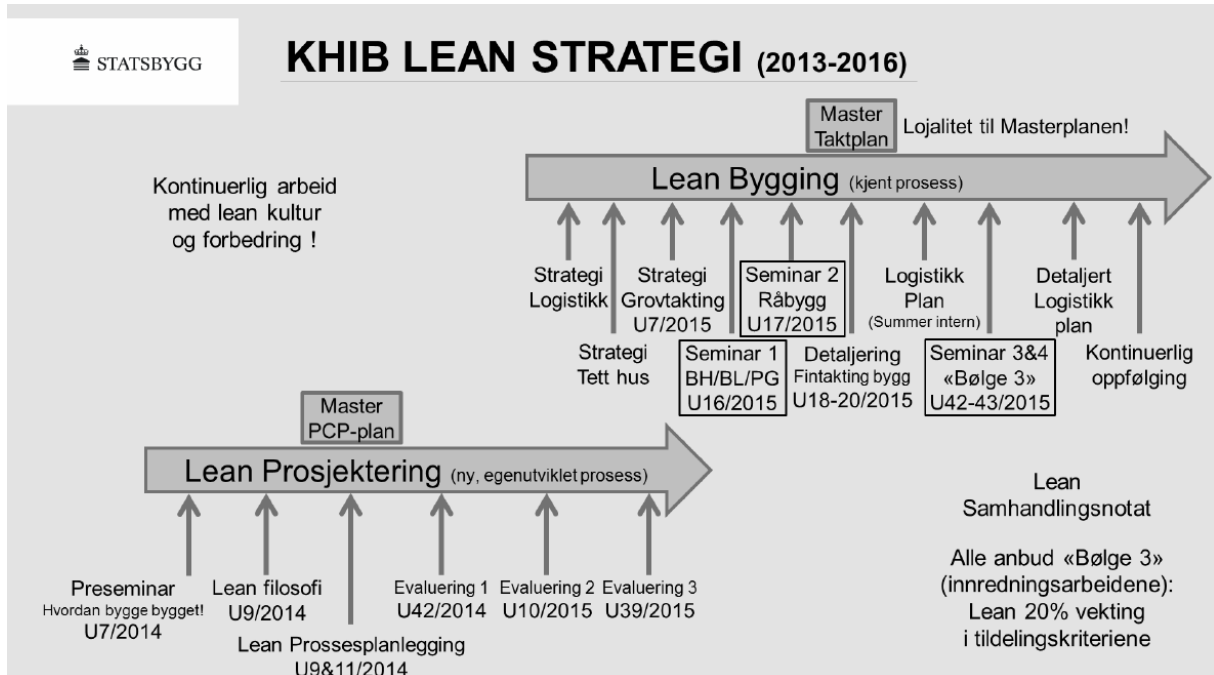 STATSBYGG
KHIB LEAN STRATEGI (2013-2016)
Master
Taktplan
Lojalitet til Masterplanen!
Lean Bygging (kjent prosess)
Kontinuerlig arbeid
med lean kultur
og forbedring !
Strategi
Logistikk
Strategi
Tett hus
Strategi
Grovtakting
U7/2015
Seminar 1
BH/BL/PG
U16/2015
Seminar 2
Råbygg
U17/2015
Detaljering
Fintakting bygg
U18-20/2015
Logistikk
Plan
(Summer intern)
Seminar 3&4
«Bølge 3»
U42-43/2015
Detaljert
Logistikk
plan
Kontinuerlig
oppfølging
Master
PCP-plan
Lean Prosjektering (ny, egenutviklet prosess)
Preseminar
Hvordan bygge bygget!
U7/2014
Lean filosofi
U9/2014
Lean Prossesplanlegging
U9&11/2014
Evaluering 1
U42/2014
Evaluering 2
U10/2015
Evaluering 3
U39/2015
Lean
Samhandlingsnotat
Alle anbud «Bølge 3»
(innredningsarbeidene):
Lean 20% vekting
i tildelingskriteriene